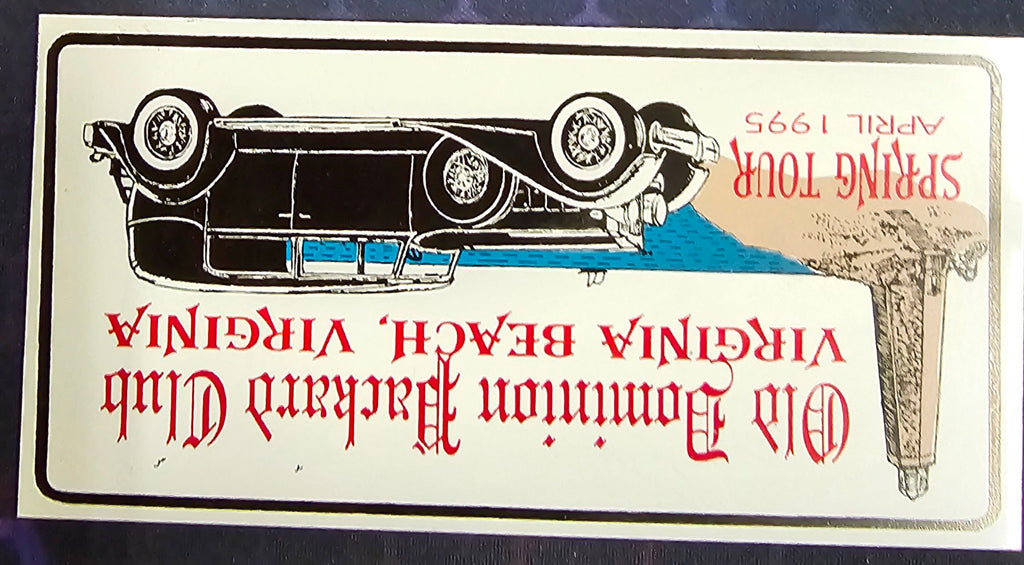 Old Dominion Packard Club
VIRGINIA BEACH, VIRGINIA
SPRING TOUR
APRIL 1995